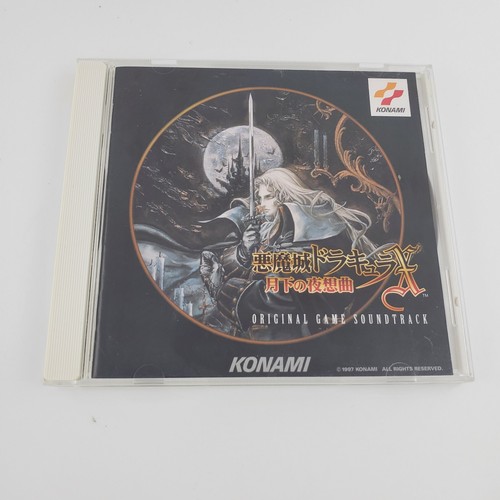 KONAMI
悪魔城ドラキュラX
TM
月下の夜想曲
ORIGINAL GAME SOUNDTRACK
KONAMI
© 1997 KONAMI ALL RIGHTS RESERVED.